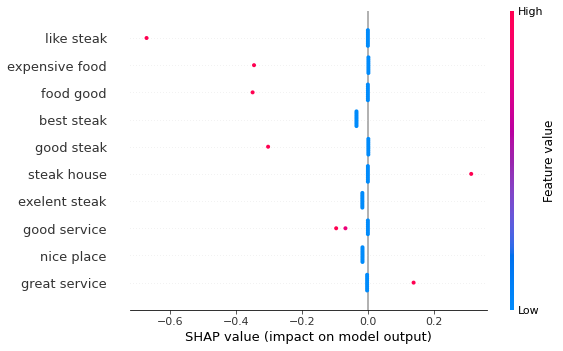 High
like steak
expensive food
food good
best steak
good steak
steak house
exelent steak
good service
nice place
great service
Feature value
Low
−0.6 −0.4 −0.2 0.0 0.2
SHAP value (impact on model output)